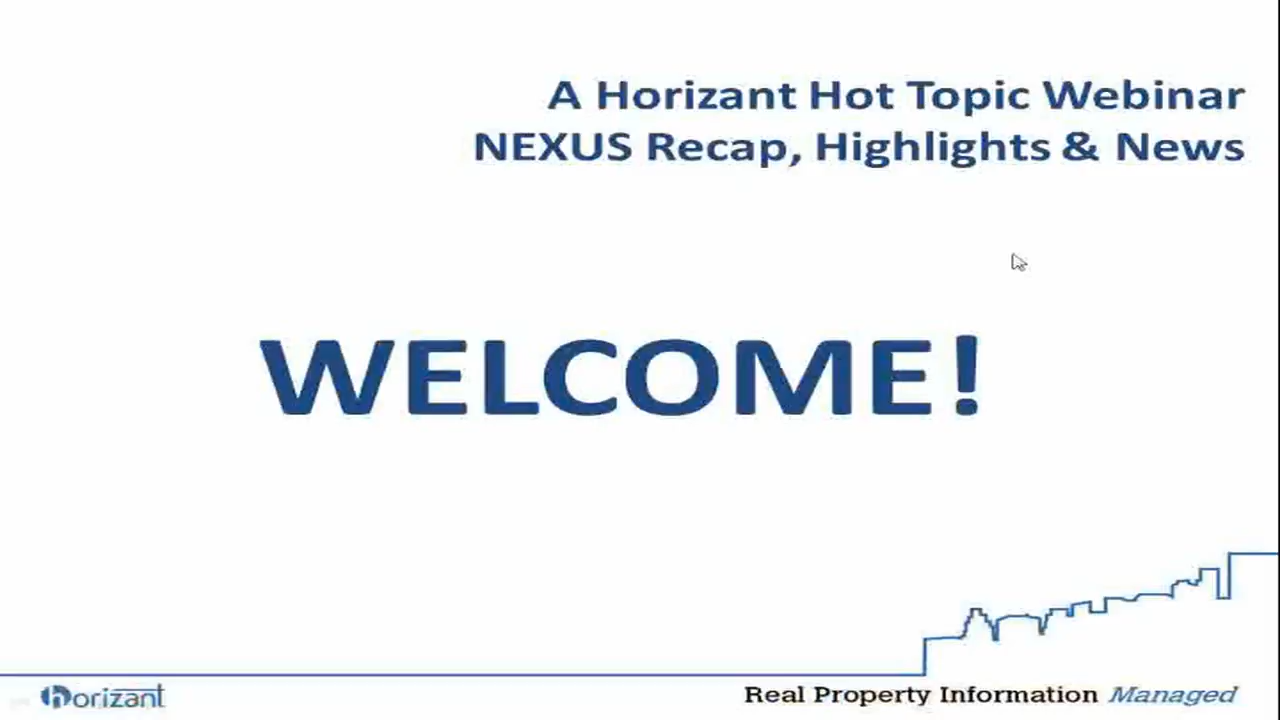 A Horizant Hot Topic Webinar
NEXUS Recap, Highlights & News
WELCOME!
horizant
Real Property Information Managed